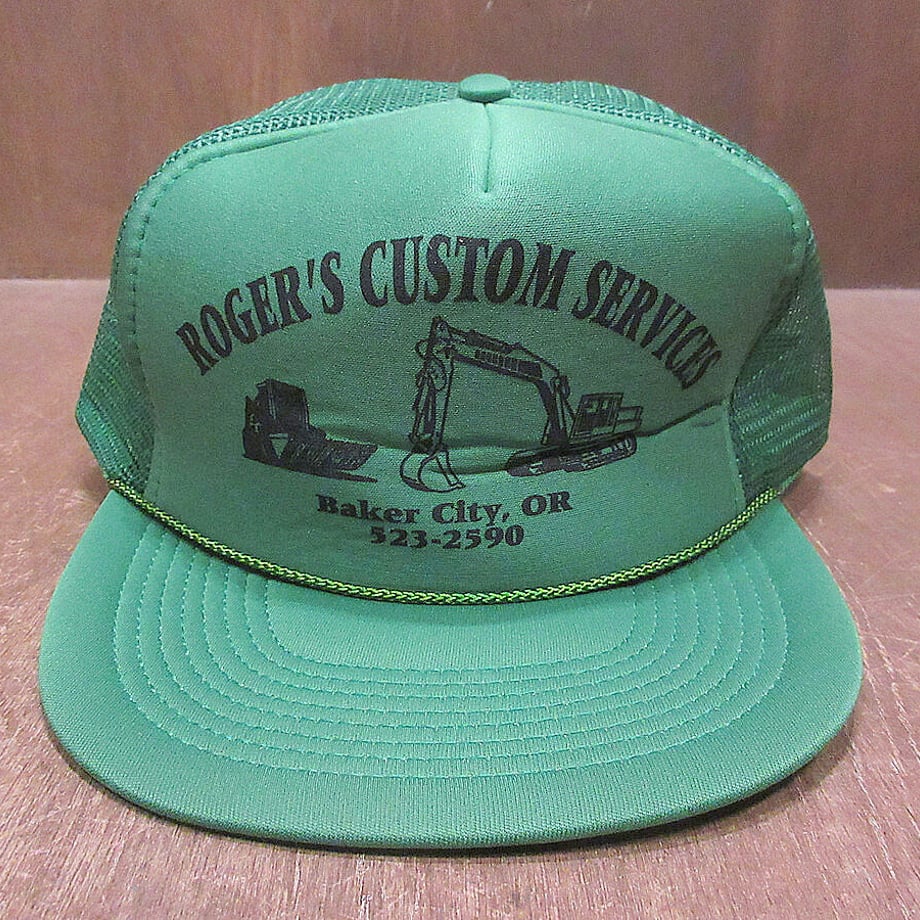 ROGER'S CUSTOM SERVICES
Baker City, OR
523-2590